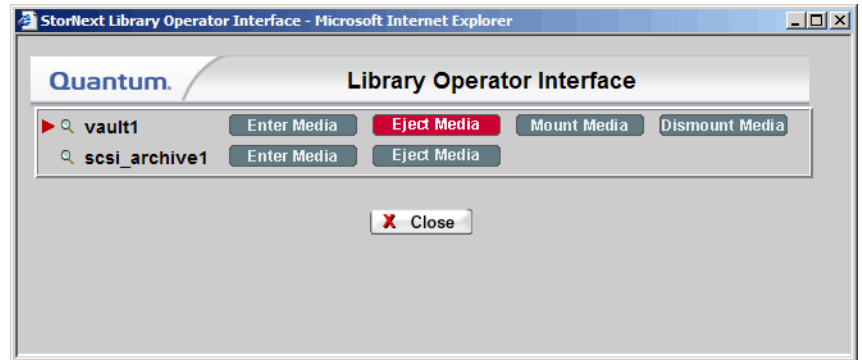 StorNext Library Operator Interface - Microsoft Internet Explorer
Quantum. Library Operator Interface
vault1 Enter Media Eject Media Mount Media Dismount Media
scsi_archive1 Enter Media Eject Media
X Close